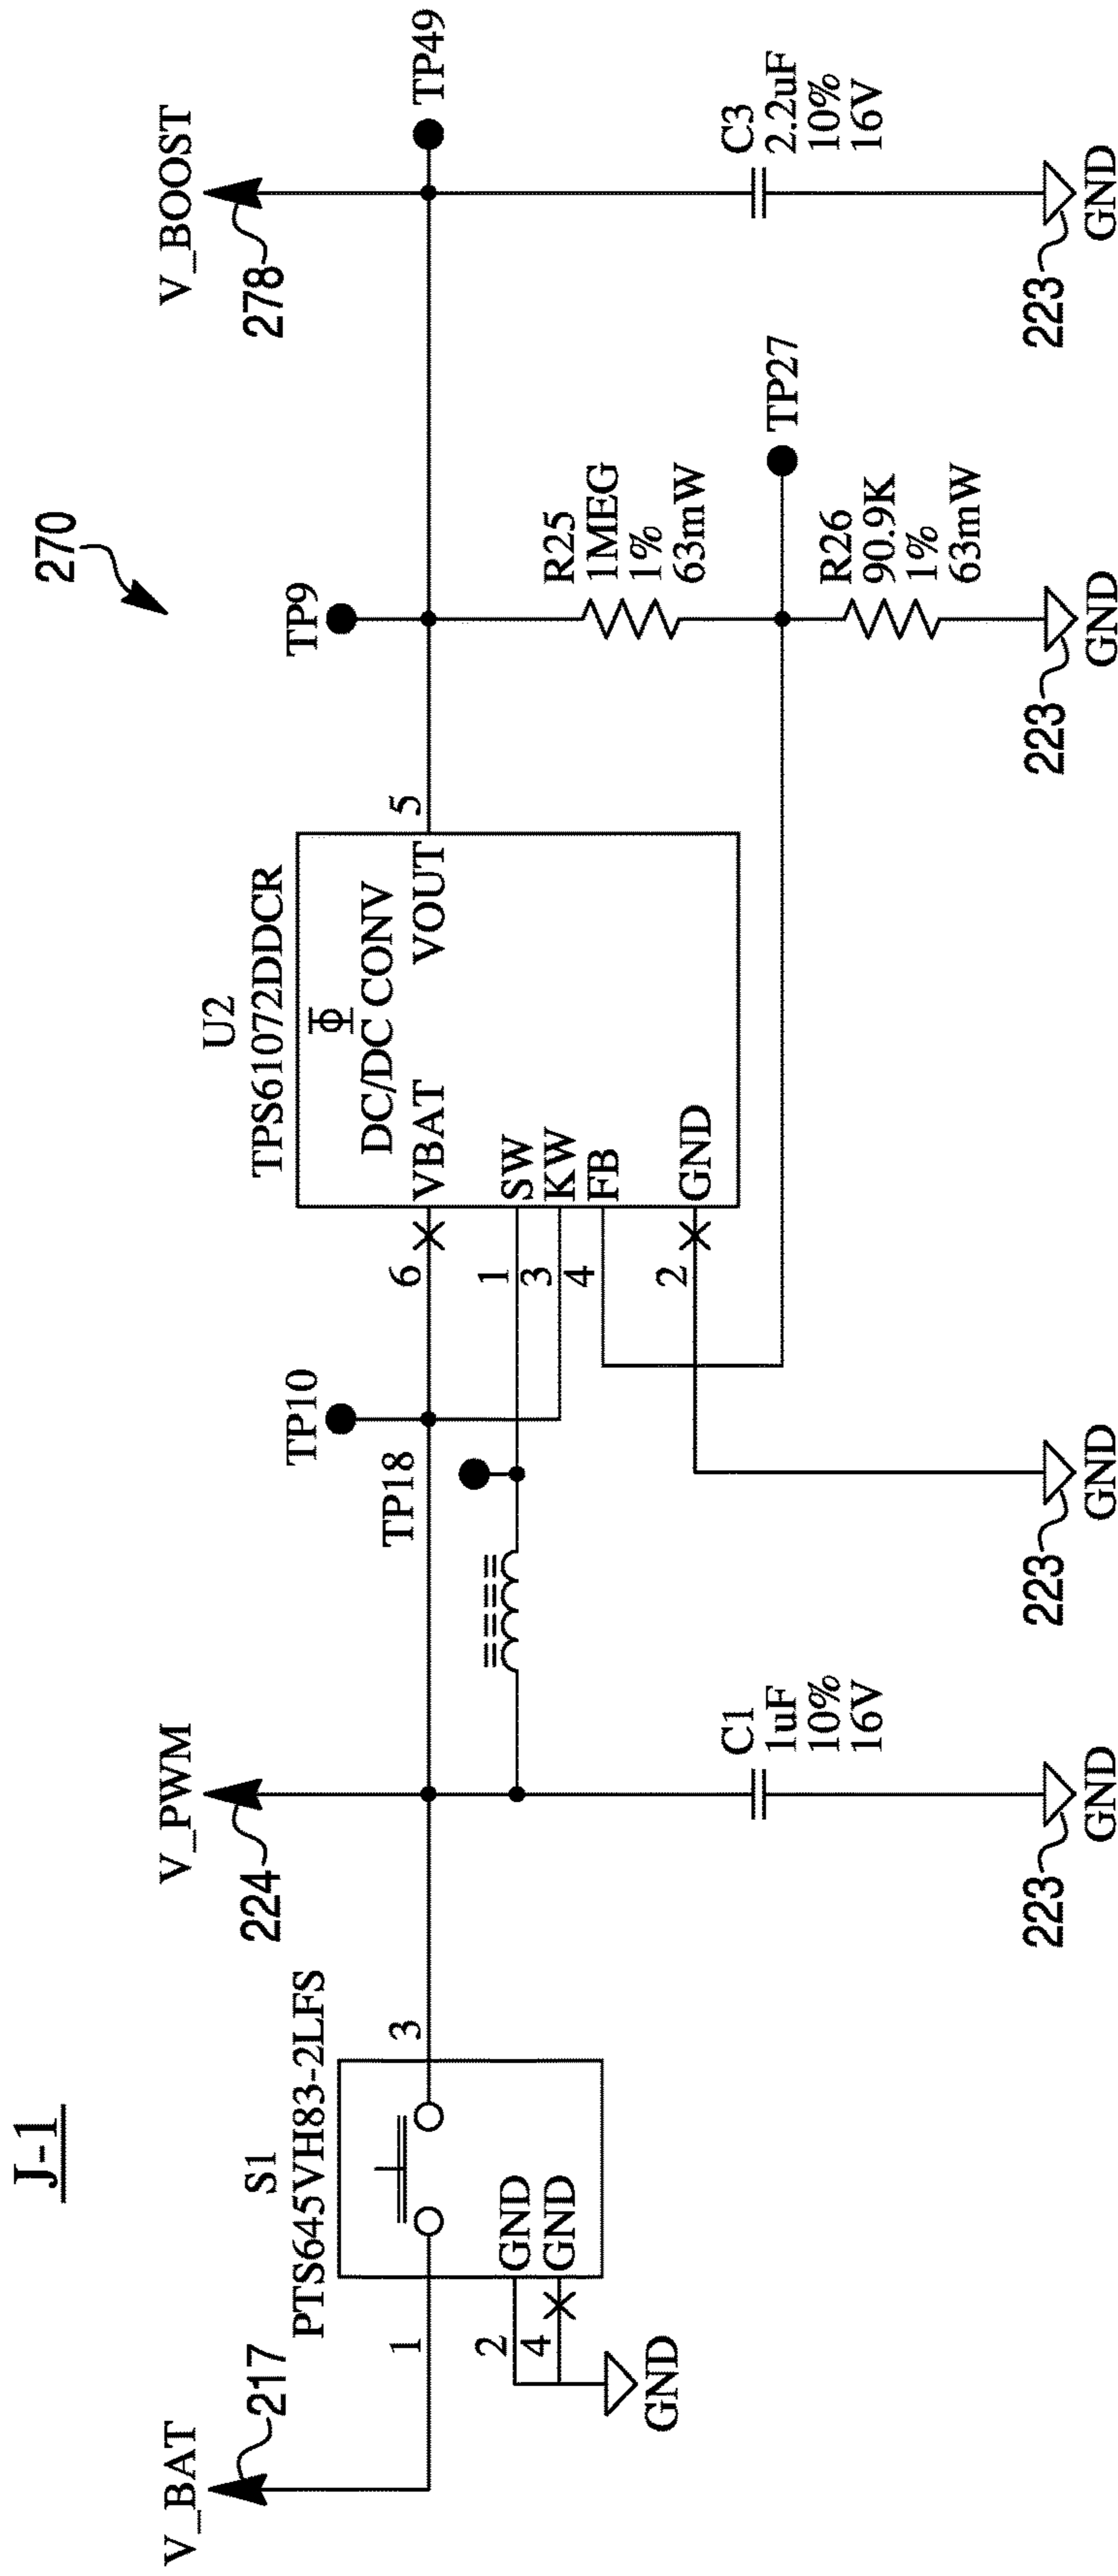 J-1
270
V_BAT
217
S1
PTS645VH83-2LFS
1
3
2
4
GND
GND
GND
V_PWM
224
C1
1uF
10%
16V
223
GND
TP18
TP10
U2
TPS61072DDCR
DC/DC CONV
VBAT
VOUT
SW
KW
FB
GND
6
1
3
4
2
5
223
GND
TP9
R25
1MEG
1%
63mW
TP27
R26
90.9K
1%
63mW
223
GND
V_BOOST
278
TP49
C3
2.2uF
10%
16V
223
GND